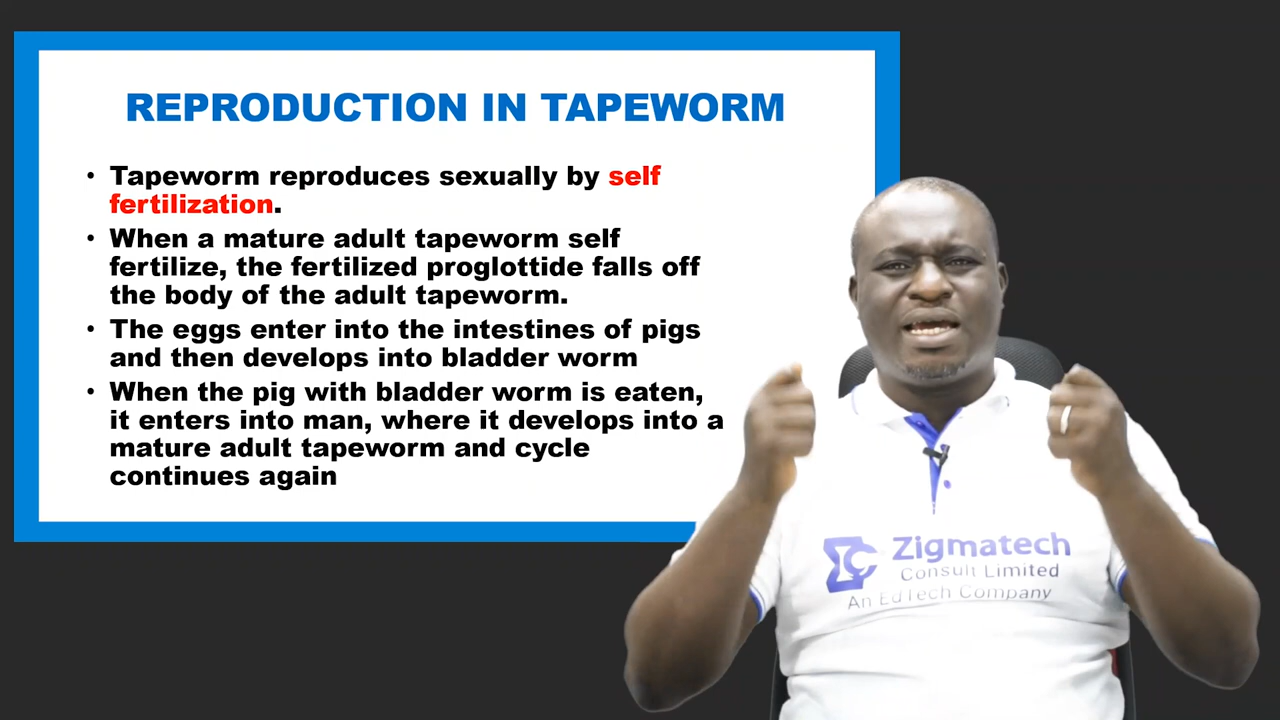 REPRODUCTION IN TAPEWORM
• Tapeworm reproduces sexually by self
fertilization.
• When a mature adult tapeworm self
fertilize, the fertilized proglottide falls off
the body of the adult tapeworm.
• The eggs enter into the intestines of pigs
and then develops into bladder worm
• When the pig with bladder worm is eaten,
it enters into man, where it develops into a
mature adult tapeworm and cycle
continues again
Zigmatech
Consult Limited
An EdTech Company